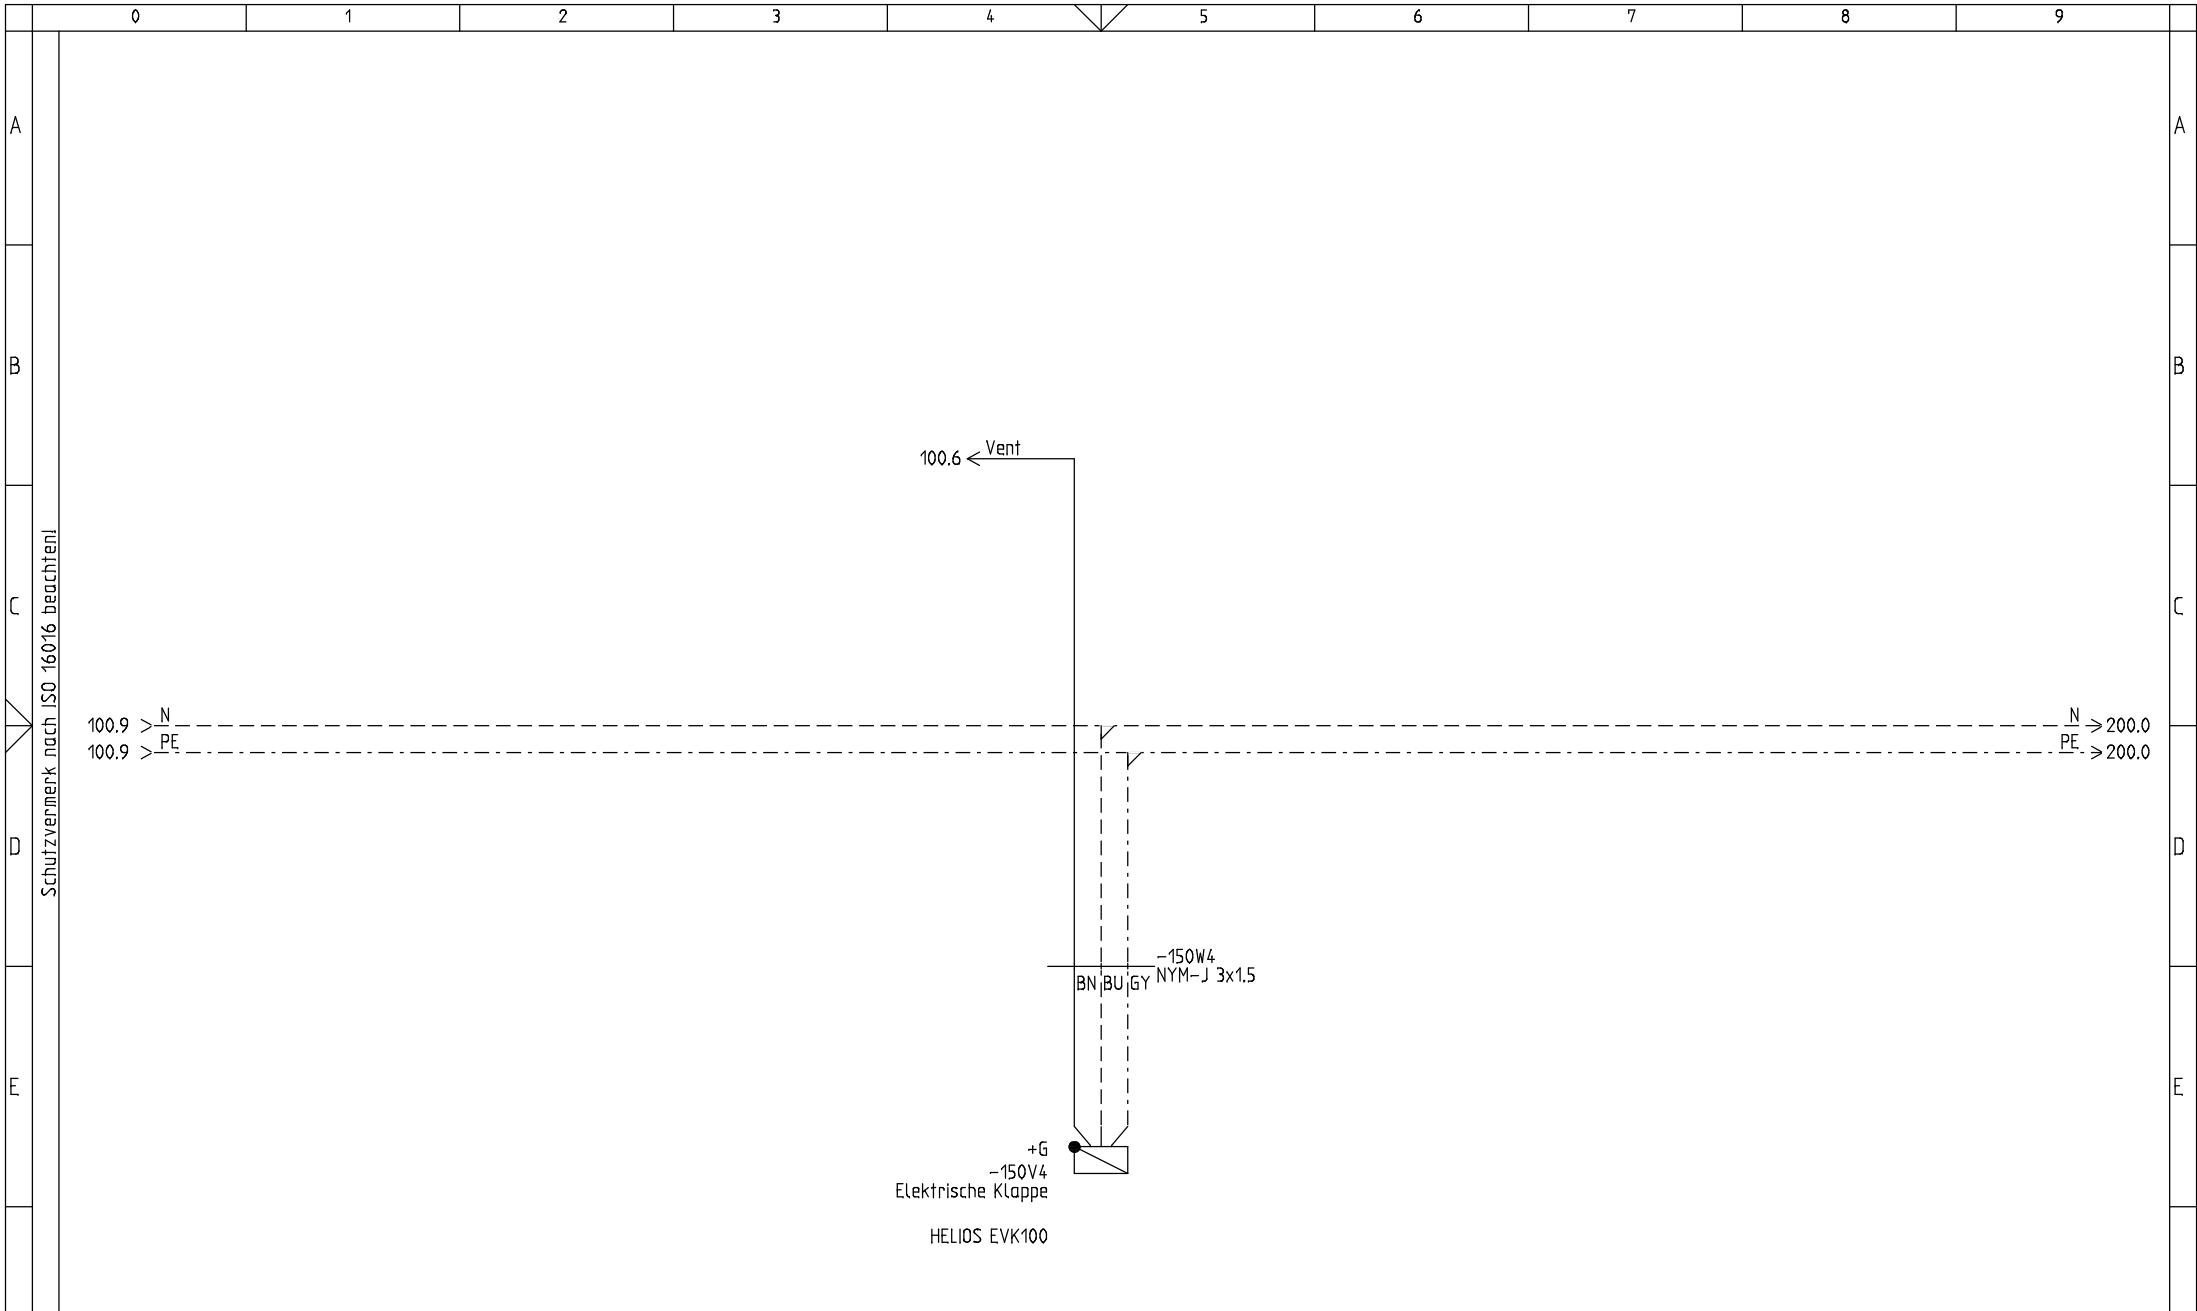 0 1 2 3 4 5 6 7 8 9
A A
B B
Vent
100.6
C C
Schutzvermerk nach ISO 16016 beachten!
N N
100.9 200.0
PE PE
100.9 200.0
D D
-150W4
NYM-J 3x1.5
BN BU GY
E E
+G
-150V4
Elektrische Klappe
HELIOS EVK100